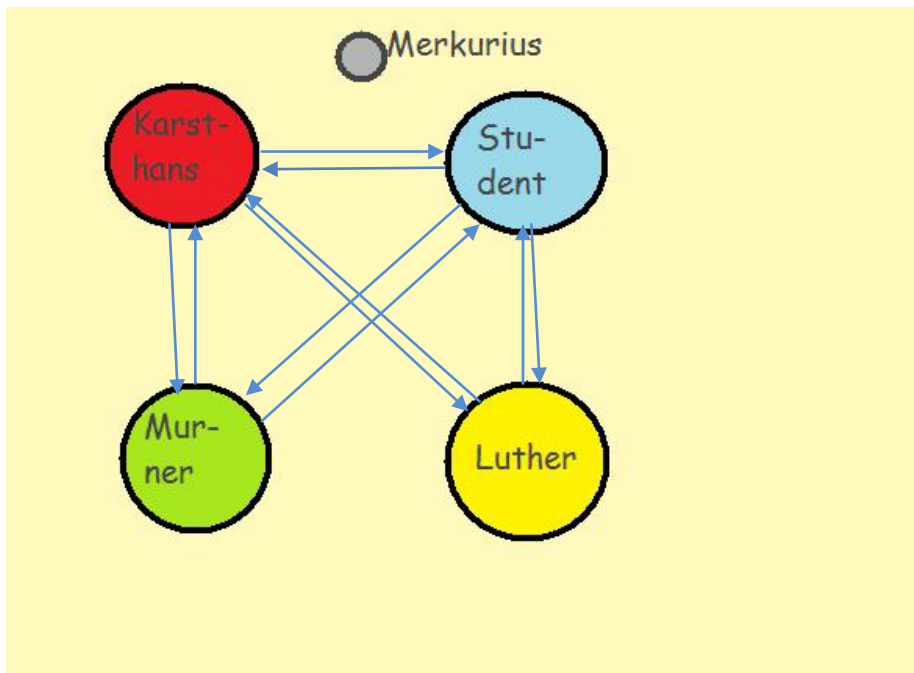 Merkurius
Karst-
hans
Stu-
dent
Mur-
ner
Luther